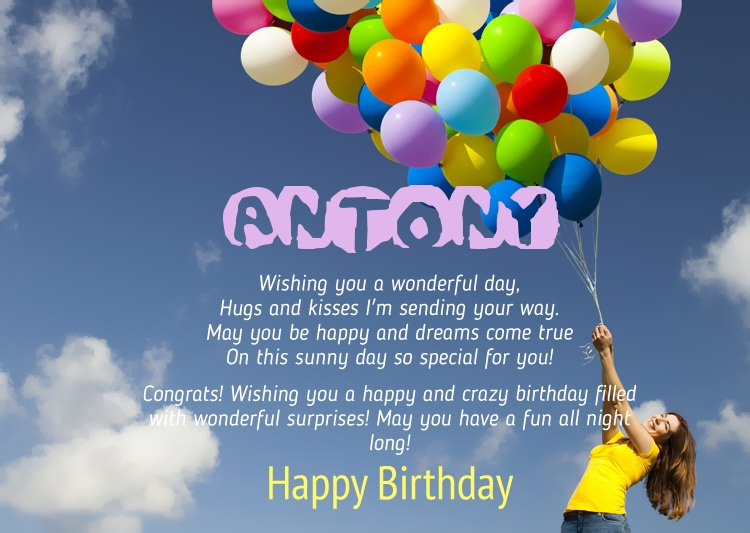 ANTONY
Wishing you a wonderful day,
Hugs and kisses I'm sending your way.
May you be happy and dreams come true
On this sunny day so special for you!
Congrats! Wishing you a happy and crazy birthday filled
with wonderful surprises! May you have a fun all night
long!
Happy Birthday